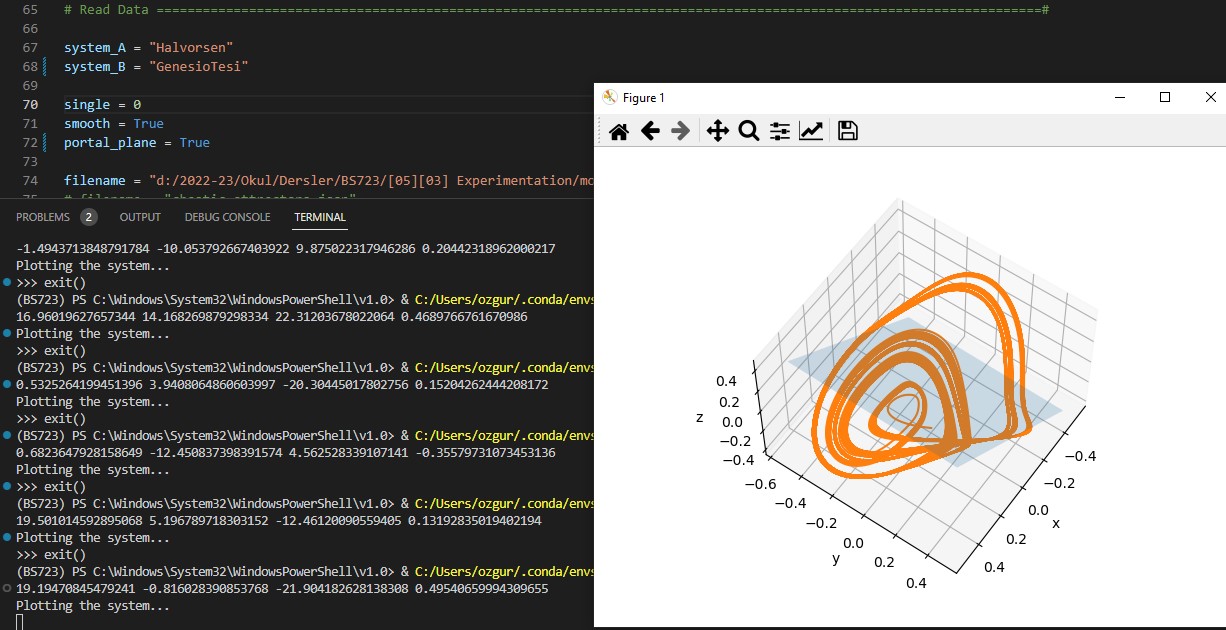 65 # Read Data ==================================================================================================================#
66
67 system_A = "Halvorsen"
68 system_B = "GenesioTesi"
69
70 single = 0
71 smooth = True
72 portal_plane = True
73
74 filename = "d:/2022-23/Okul/Dersler/BS723/[05][03] Experimentation/mo
PROBLEMS 2 OUTPUT DEBUG CONSOLE TERMINAL
-1.4943713848791784 -10.053792667403922 9.875022317946286 0.20442318962000217
Plotting the system...
>>> exit()
(BS723) PS C:\Windows\System32\WindowsPowerShell\v1.0> & C:/Users/ozgur/.conda/envs
16.96019627657344 14.168269879298334 22.31203678022064 0.4689766761670986
Plotting the system...
>>> exit()
(BS723) PS C:\Windows\System32\WindowsPowerShell\v1.0> & C:/Users/ozgur/.conda/envs
0.5325264199451396 3.9408064860603997 -20.30445017802756 0.15204262444208172
Plotting the system...
>>> exit()
(BS723) PS C:\Windows\System32\WindowsPowerShell\v1.0> & C:/Users/ozgur/.conda/envs
0.6823647928158649 -12.450837398391574 4.562528339107141 -0.35579731073453136
Plotting the system...
>>> exit()
(BS723) PS C:\Windows\System32\WindowsPowerShell\v1.0> & C:/Users/ozgur/.conda/envs
19.501014592895068 5.196789718303152 -12.46120090559405 0.13192835019402194
Plotting the system...
>>> exit()
(BS723) PS C:\Windows\System32\WindowsPowerShell\v1.0> & C:/Users/ozgur/.conda/envs
19.19470845479241 -0.816028390853768 -21.904182628138308 0.49540659994309655
Plotting the system...
Figure 1
0.4
0.2
z
0.0
−0.2
−0.4
−0.6
−0.4
−0.2
0.0
y
0.2
0.4
−0.4
−0.2
0.0
x
0.2
0.4